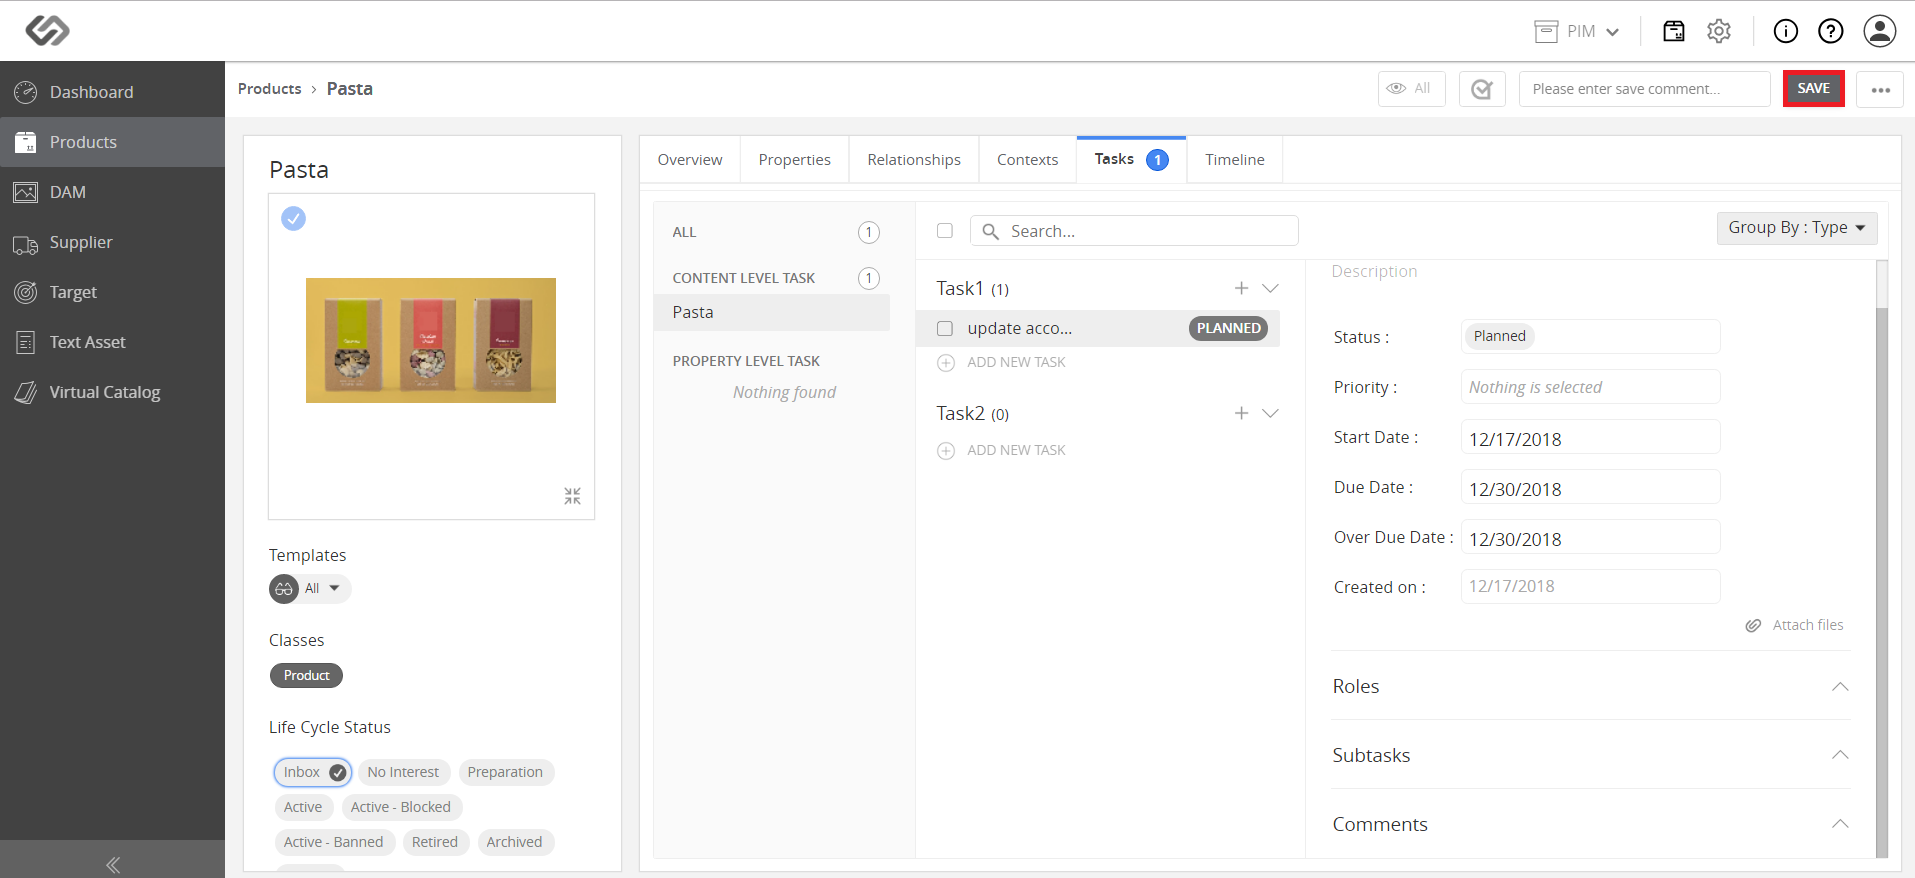 PIM
Dashboard
Products
DAM
Supplier
Target
Text Asset
Virtual Catalog
Products › Pasta
All
Please enter save comment...
SAVE
Pasta
Templates
All
Classes
Product
Life Cycle Status
Inbox
No Interest
Preparation
Active
Active - Blocked
Active - Banned
Retired
Archived
Overview
Properties
Relationships
Contexts
Tasks 1
Timeline
ALL 1
CONTENT LEVEL TASK 1
Pasta
PROPERTY LEVEL TASK
Nothing found
Search...
Group By : Type
Task1 (1)
update acco... PLANNED
ADD NEW TASK
Task2 (0)
ADD NEW TASK
Description
Status : Planned
Priority : Nothing is selected
Start Date : 12/17/2018
Due Date : 12/30/2018
Over Due Date : 12/30/2018
Created on : 12/17/2018
Attach files
Roles
Subtasks
Comments